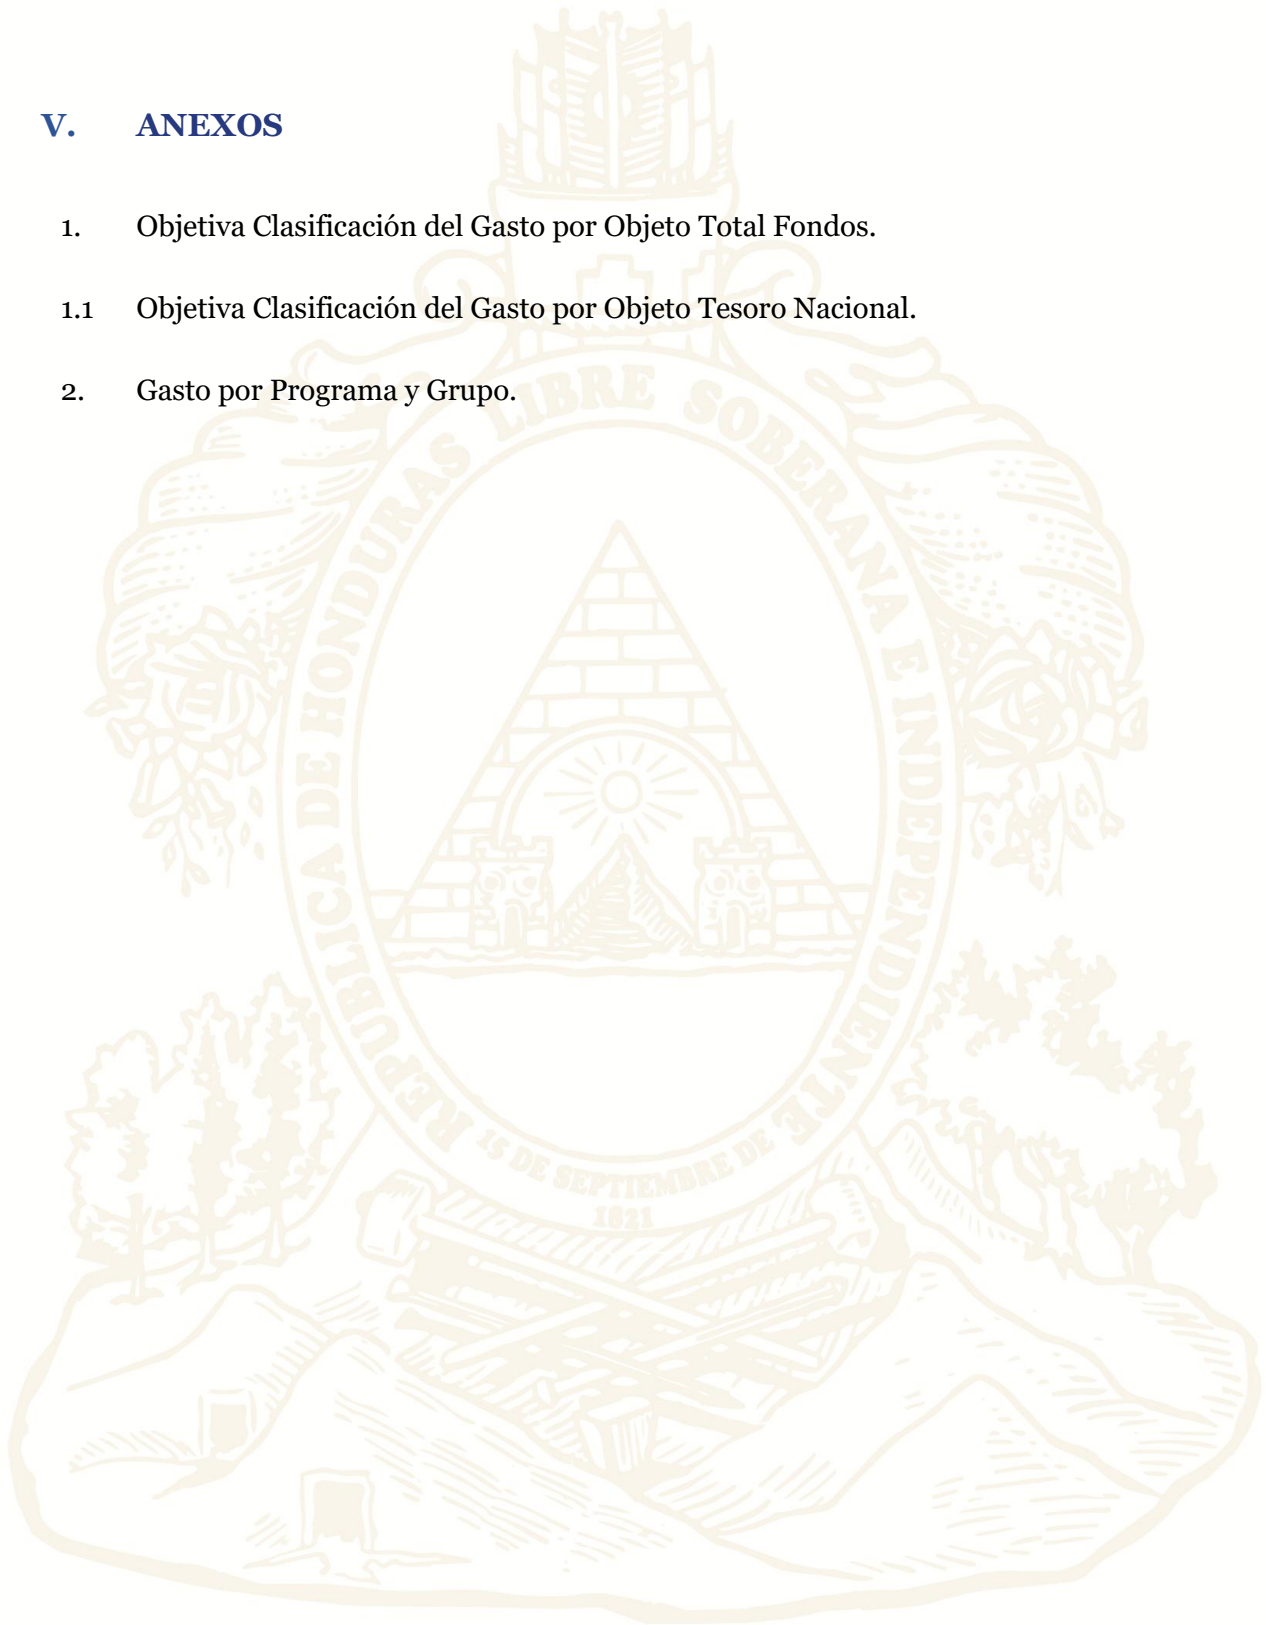 V. ANEXOS
1. Objetiva Clasificación del Gasto por Objeto Total Fondos.
1.1 Objetiva Clasificación del Gasto por Objeto Tesoro Nacional.
2. Gasto por Programa y Grupo.
REPUBLICA DE HONDURAS LIBRE SOBERANA E INDEPENDIENTE
15 DE SEPTIEMBRE DE
1821